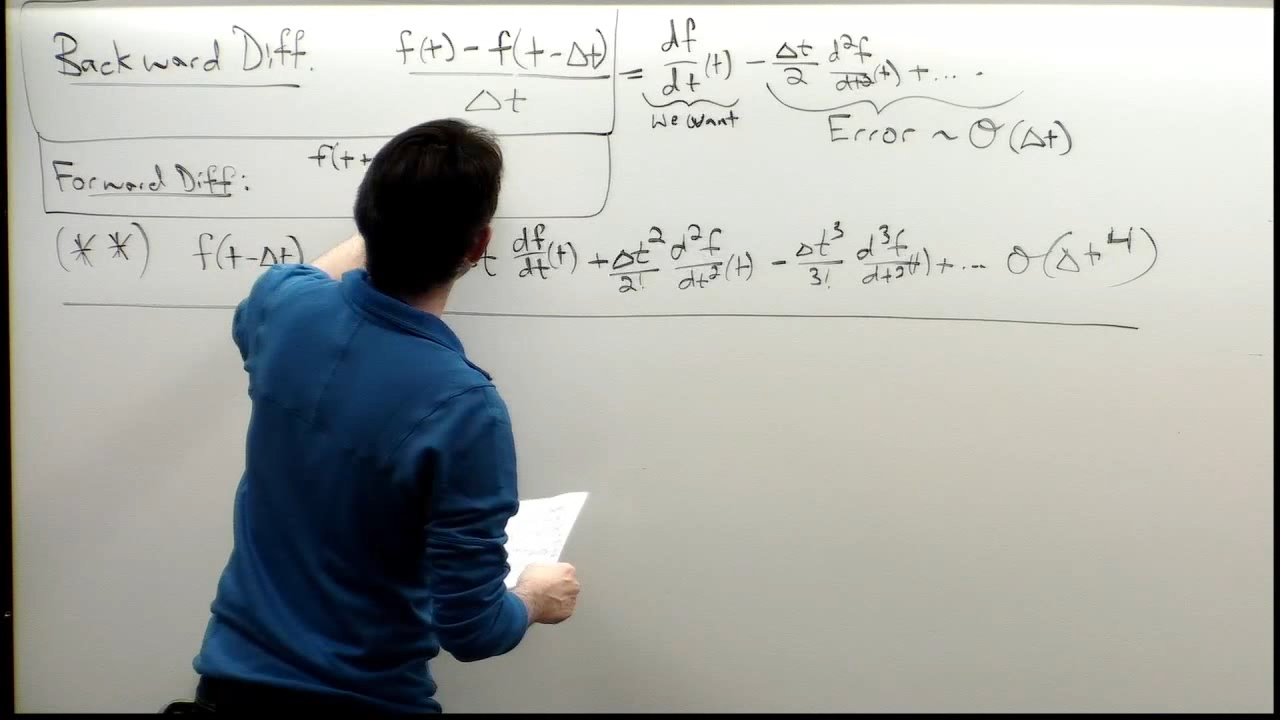 Backward Diff. f(t) - f(t-Δt) / Δt = df/dt (t) - Δt/2 d²f/dt² (t) + ....
We want
Error ~ O(Δt)
Forward Diff: f(t+
(**) f(t-Δt) t df/dt (t) + Δt²/2! d²f/dt² (t) - Δt³/3! d³f/dt² (t) + ... O(Δt⁴)